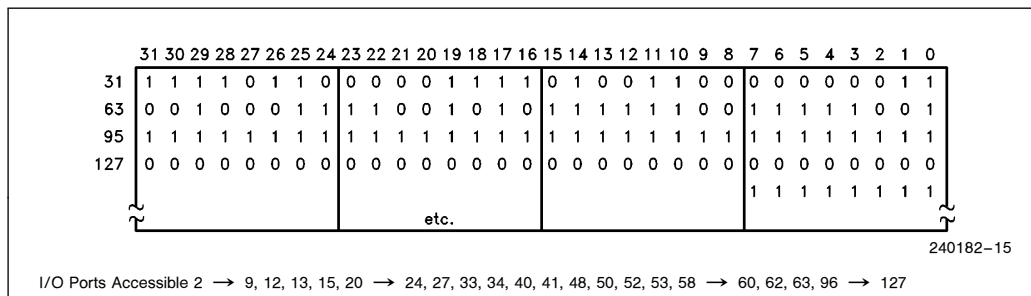 31 30 29 28 27 26 25 24 23 22 21 20 19 18 17 16 15 14 13 12 11 10 9 8 7 6 5 4 3 2 1 0
31 1 1 1 1 0 1 1 0 0 0 0 0 1 1 1 1 0 1 0 0 1 1 0 0 0 0 0 0 0 0 1 1
63 0 0 1 0 0 0 1 1 1 1 0 0 1 0 1 0 1 1 1 1 1 1 0 0 1 1 1 1 1 0 0 1
95 1 1 1 1 1 1 1 1 1 1 1 1 1 1 1 1 1 1 1 1 1 1 1 1 1 1 1 1 1 1 1 1
127 0 0 0 0 0 0 0 0 0 0 0 0 0 0 0 0 0 0 0 0 0 0 0 0 0 0 0 0 0 0 0 0
1 1 1 1 1 1 1 1
etc.
240182–15
I/O Ports Accessible 2 → 9, 12, 13, 15, 20 → 24, 27, 33, 34, 40, 41, 48, 50, 52, 53, 58 → 60, 62, 63, 96 → 127